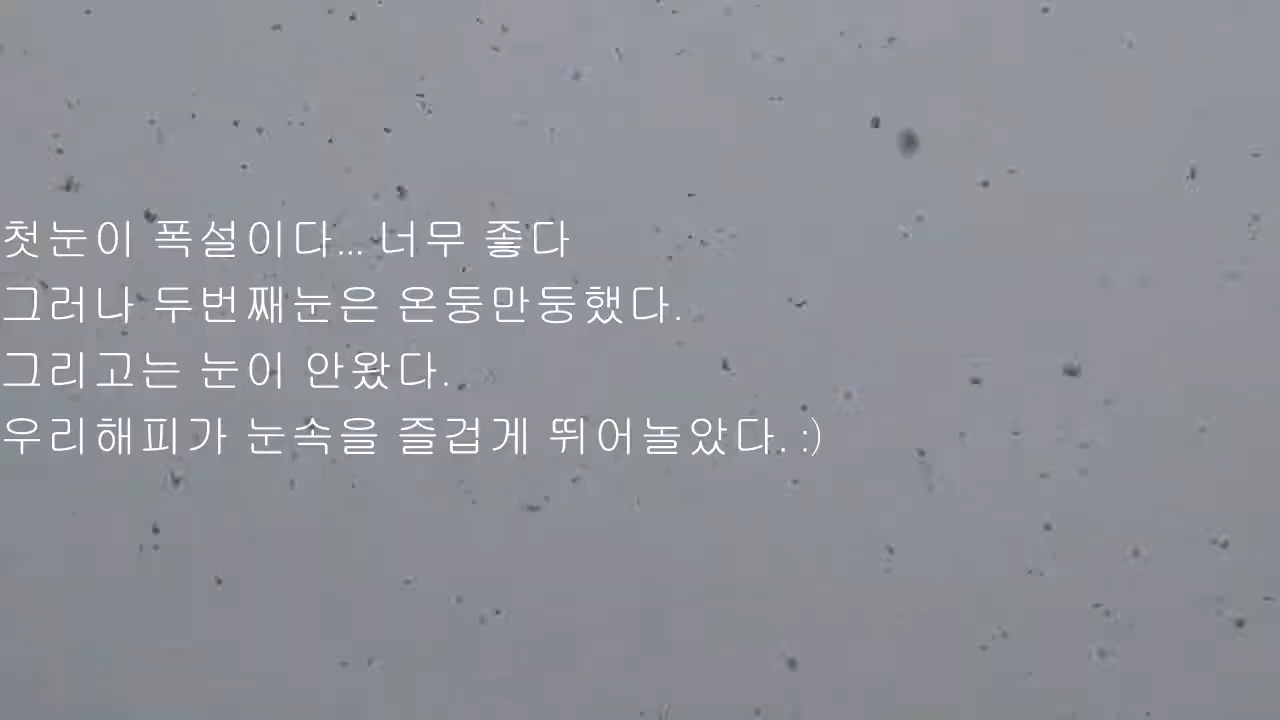 첫눈이 폭설이다... 너무 좋다
그러나 두번째눈은 온둥만둥했다.
그리고는 눈이 안왔다.
우리해피가 눈속을 즐겁게 뛰어놀았다. :)